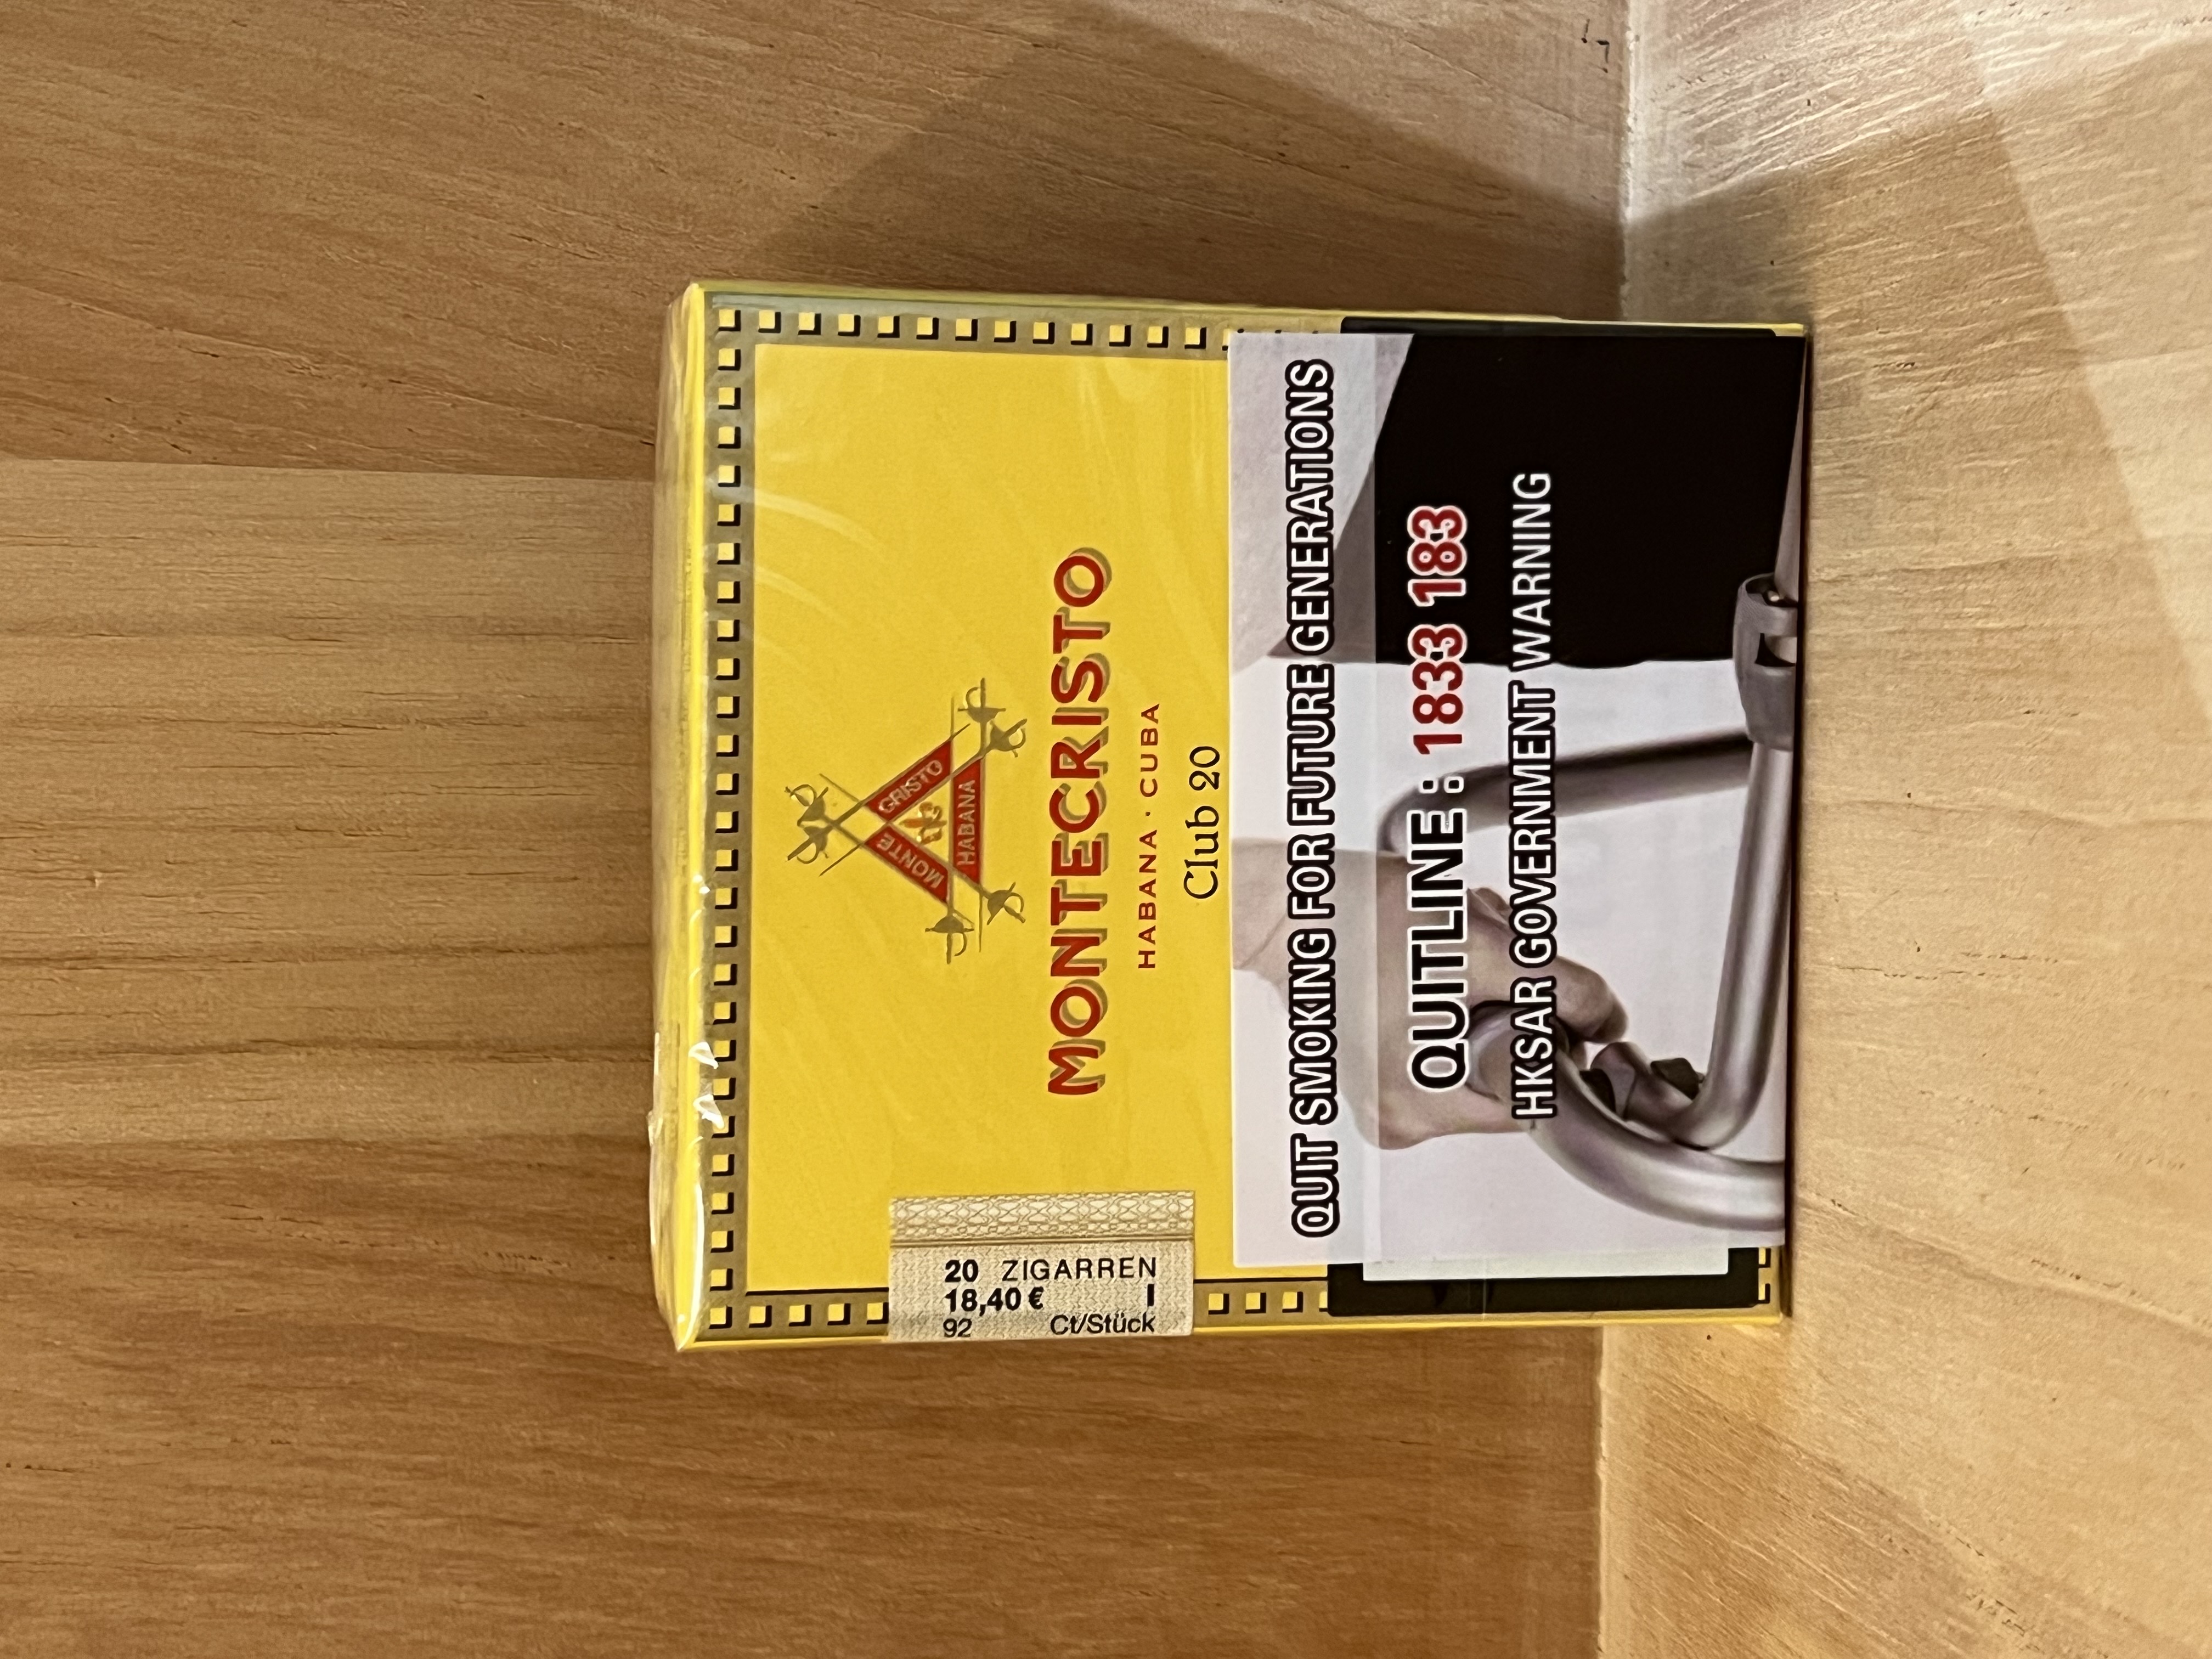 MONTE
CRISTO
HABANA
MONTECRISTO
HABANA · CUBA
Club 20
20 ZIGARREN
18,40 € I
92 Ct/Stück
QUIT SMOKING FOR FUTURE GENERATIONS
QUITLINE : 1833 183
HKSAR GOVERNMENT WARNING